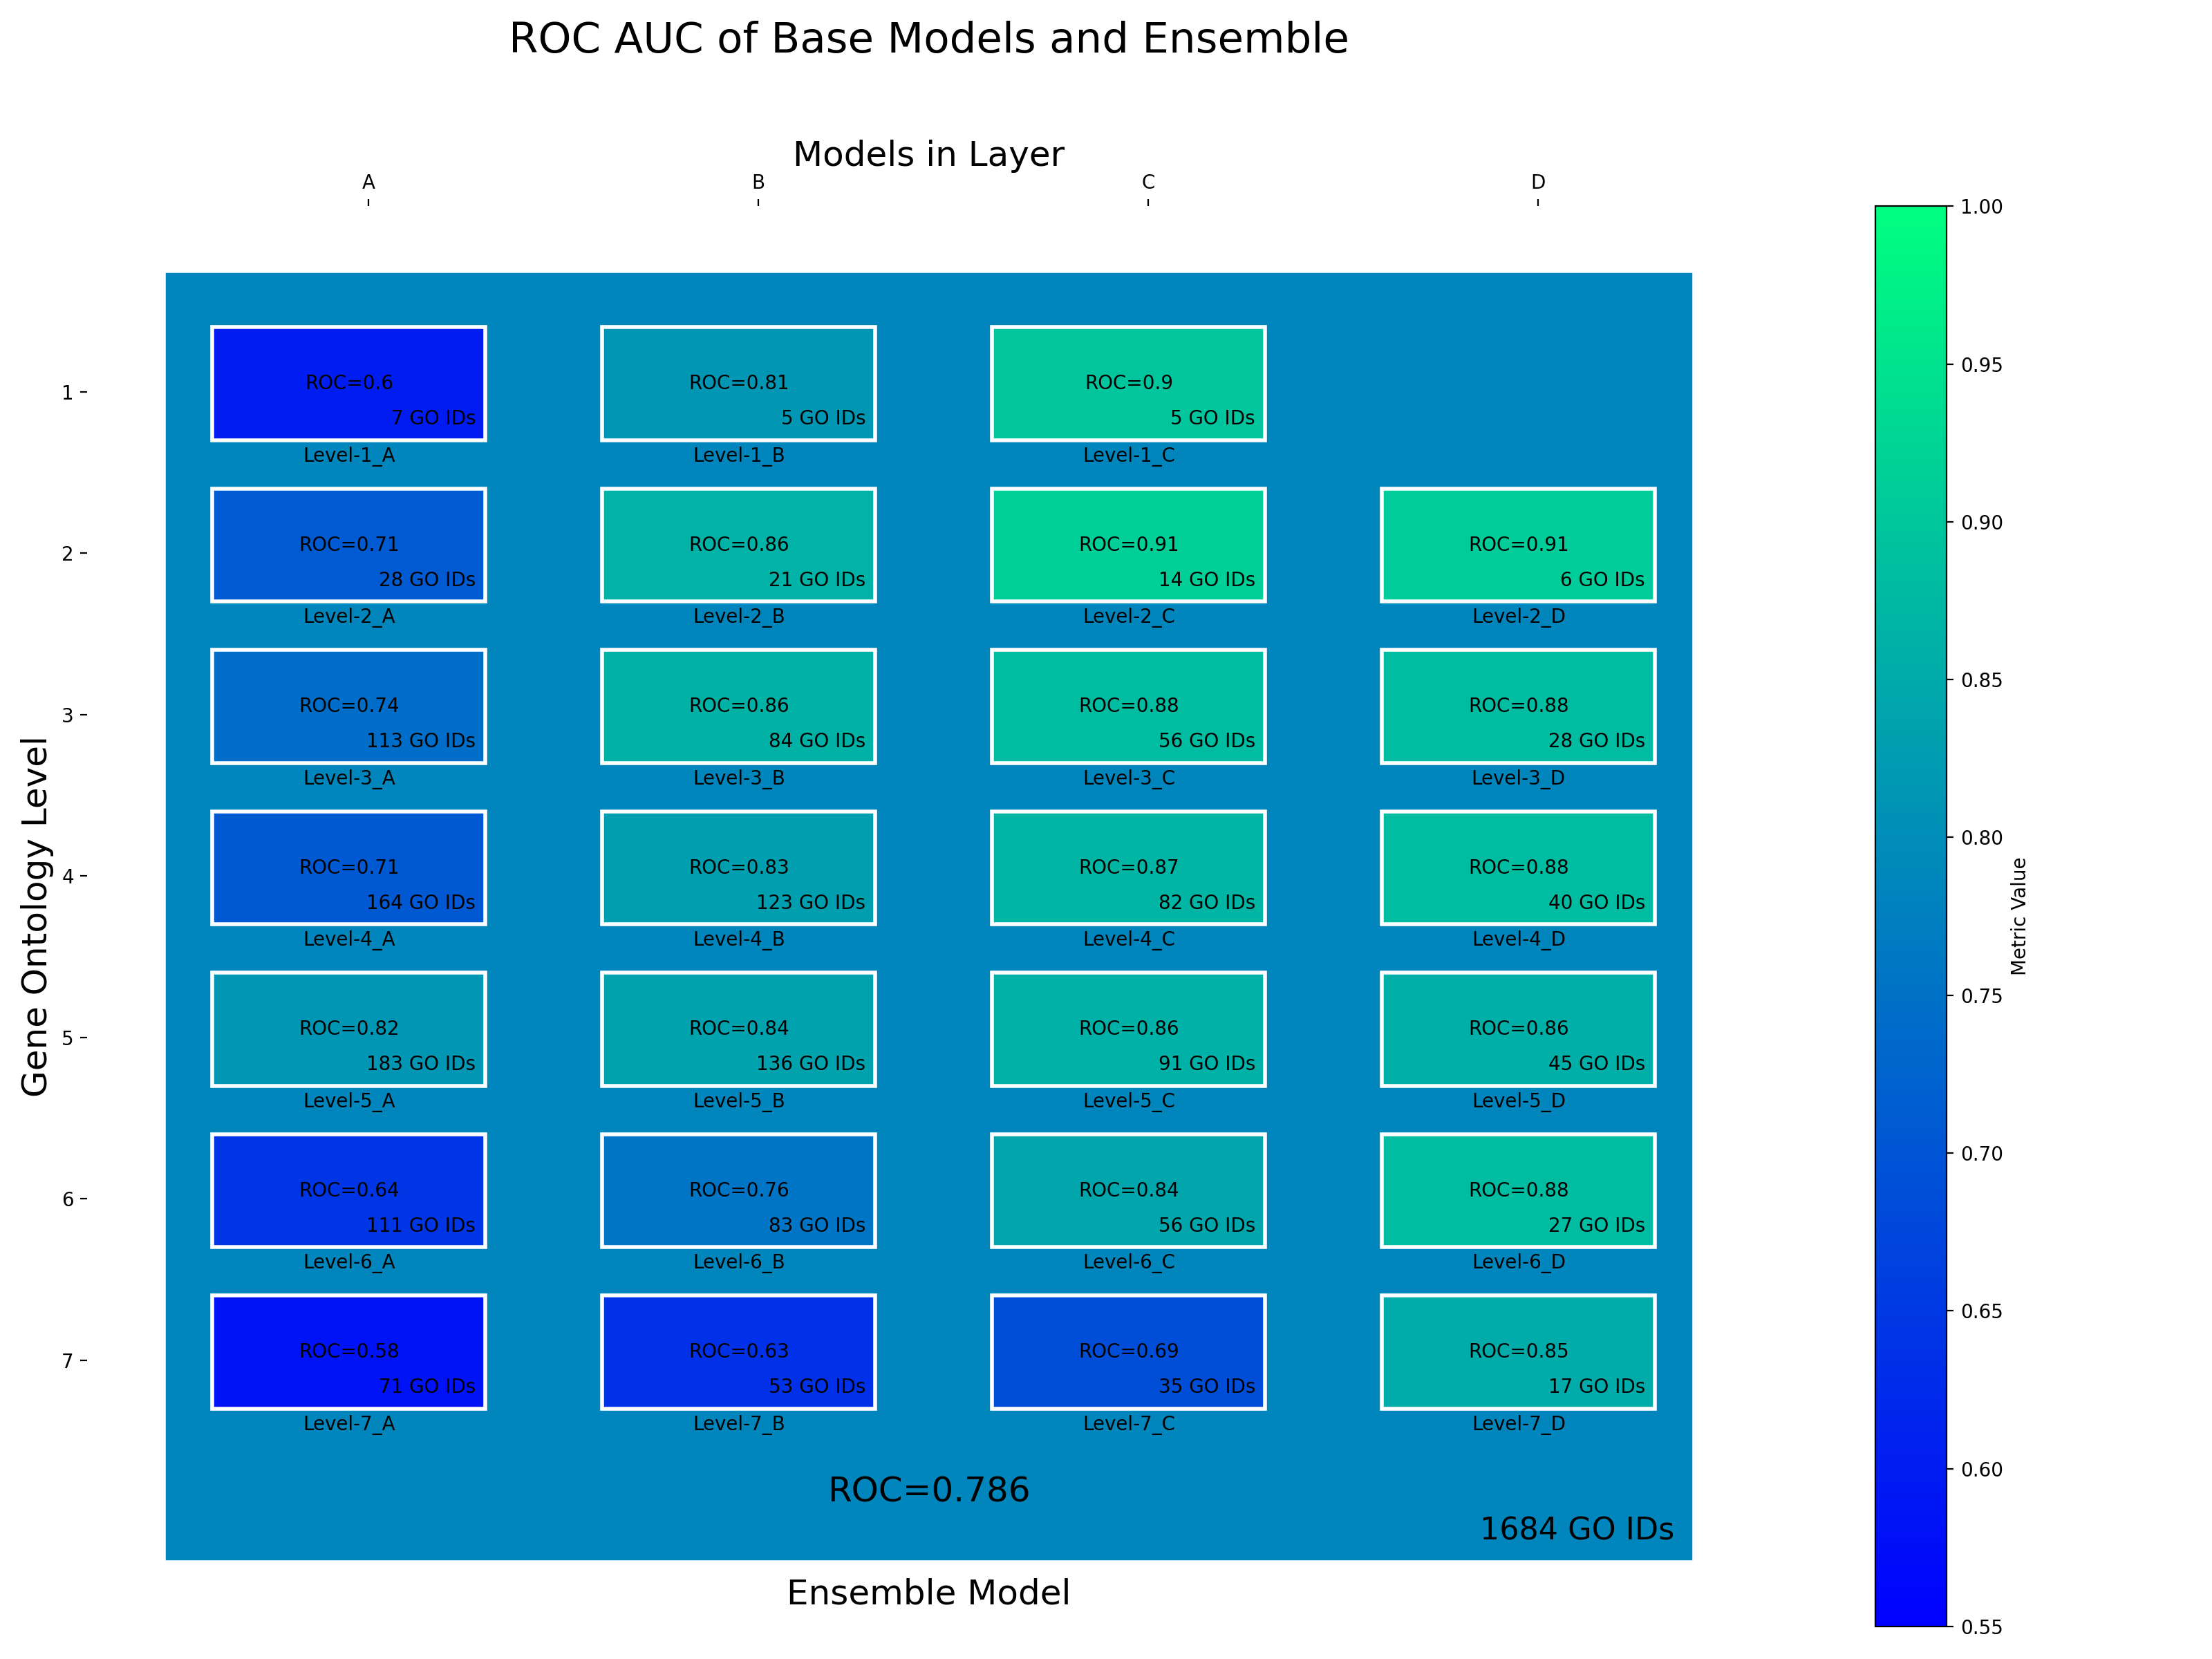 ROC AUC of Base Models and Ensemble
Models in Layer
A B C D
1.00
0.95
0.90
0.85
0.80
0.75
0.70
0.65
0.60
0.55
Metric Value
Gene Ontology Level
1
ROC=0.6 ROC=0.81 ROC=0.9
7 GO IDs 5 GO IDs 5 GO IDs
Level-1_A Level-1_B Level-1_C
2
ROC=0.71 ROC=0.86 ROC=0.91 ROC=0.91
28 GO IDs 21 GO IDs 14 GO IDs 6 GO IDs
Level-2_A Level-2_B Level-2_C Level-2_D
3
ROC=0.74 ROC=0.86 ROC=0.88 ROC=0.88
113 GO IDs 84 GO IDs 56 GO IDs 28 GO IDs
Level-3_A Level-3_B Level-3_C Level-3_D
4
ROC=0.71 ROC=0.83 ROC=0.87 ROC=0.88
164 GO IDs 123 GO IDs 82 GO IDs 40 GO IDs
Level-4_A Level-4_B Level-4_C Level-4_D
5
ROC=0.82 ROC=0.84 ROC=0.86 ROC=0.86
183 GO IDs 136 GO IDs 91 GO IDs 45 GO IDs
Level-5_A Level-5_B Level-5_C Level-5_D
6
ROC=0.64 ROC=0.76 ROC=0.84 ROC=0.88
111 GO IDs 83 GO IDs 56 GO IDs 27 GO IDs
Level-6_A Level-6_B Level-6_C Level-6_D
7
ROC=0.58 ROC=0.63 ROC=0.69 ROC=0.85
71 GO IDs 53 GO IDs 35 GO IDs 17 GO IDs
Level-7_A Level-7_B Level-7_C Level-7_D
ROC=0.786
1684 GO IDs
Ensemble Model